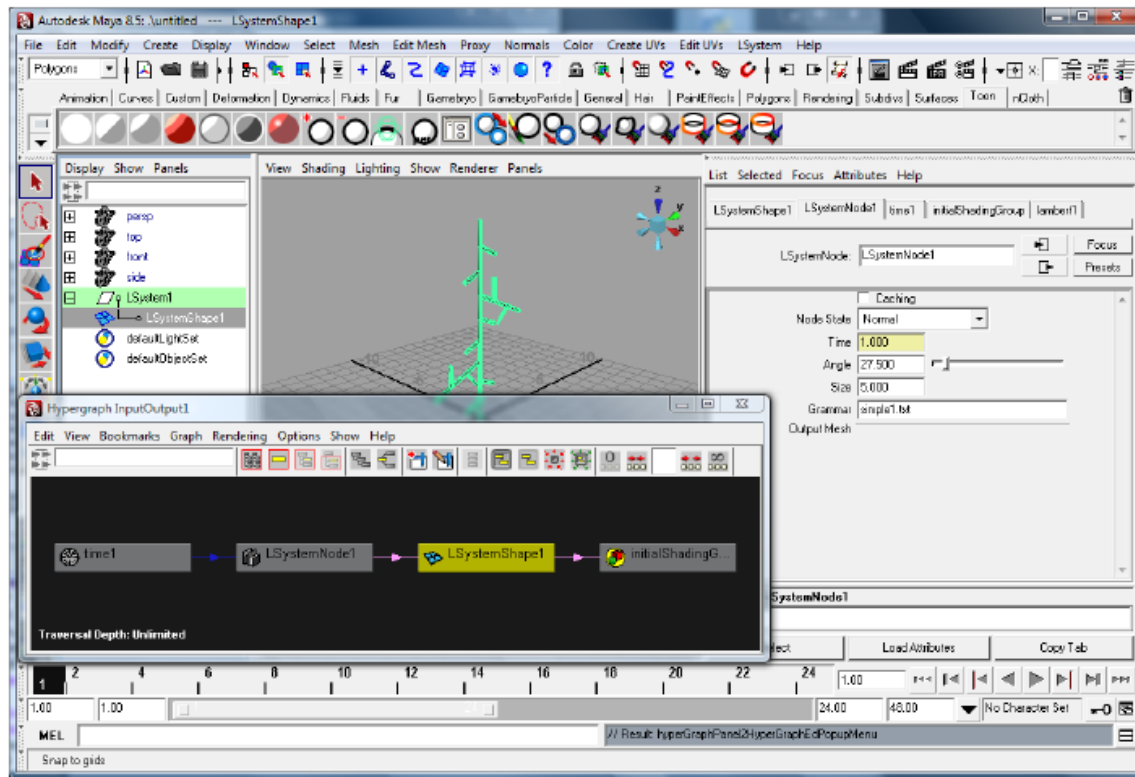 Autodesk Maya 8.5: .\untitled --- LSystemShape1
File Edit Modify Create Display Window Select Mesh Edit Mesh Proxy Normals Color Create UVs Edit UVs LSystem Help
Polygons
Animation Curves Custom Deformation Dynamics Fluids Fur Gamebryo GamebyoParticle General Hair PaintEffects Polygons Rendering Subdivs Surfaces Toon nCloth
Display Show Panels
View Shading Lighting Show Renderer Panels
List Selected Focus Attributes Help
persp
top
front
side
LSystem1
LSystemShape1
defaultLightSet
defaultObjectSet
z
y
x
10
10
LSystemShape1 LSystemNode1 time1 initialShadingGroup lambert1
LSystemNode: LSystemNode1
Focus
Presets
Caching
Node State Normal
Time 1.000
Angle 27.500
Size 5.000
Grammar simple1.txt
Output Mesh
Hypergraph InputOutput1
Edit View Bookmarks Graph Rendering Options Show Help
time1 LSystemNode1 LSystemShape1 initialShadingG...
Traversal Depth: Unlimited
SystemNode1
lect Load Attributes Copy Tab
1 2 4 6 8 10 12 14 16 18 20 22 24 1.00
1.00 1.00 24 24.00 48.00 No Character Set
MEL // Result: hyperGraphPanel2HyperGraphEdPopupMenu
Snap to grids